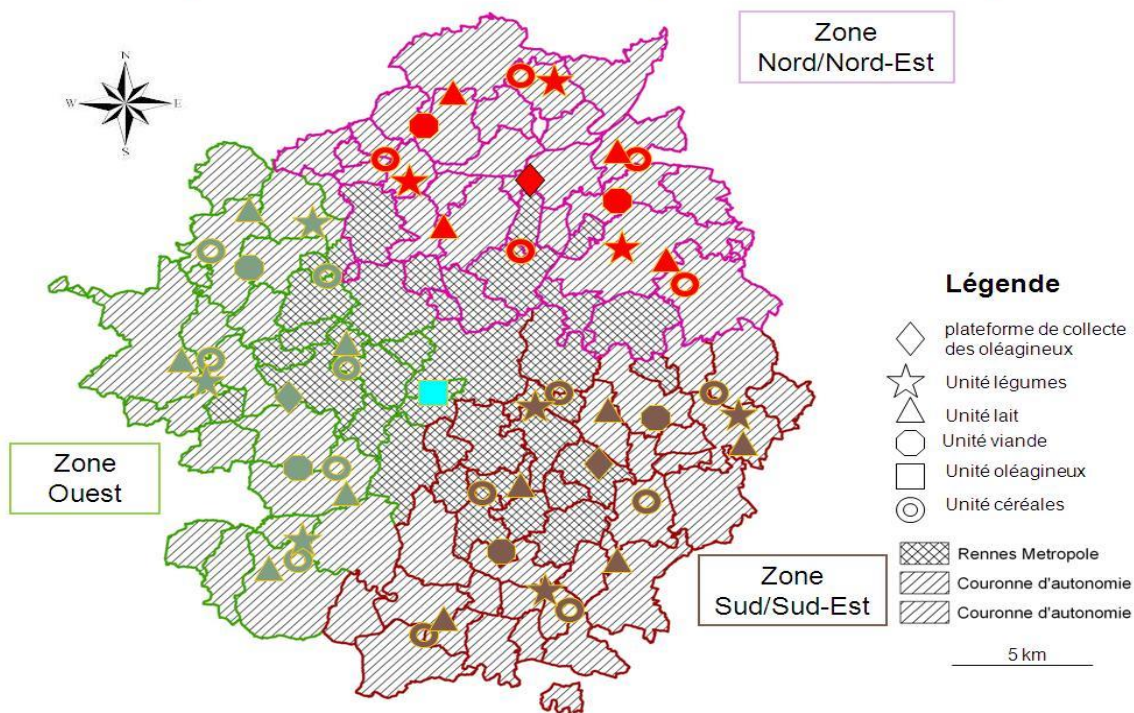 N
W
E
S
Zone
Nord/Nord-Est
Zone
Ouest
Zone
Sud/Sud-Est
Légende
plateforme de collecte
des oléagineux
Unité légumes
Unité lait
Unité viande
Unité oléagineux
Unité céréales
Rennes Metropole
Couronne d'autonomie
Couronne d'autonomie
5 km